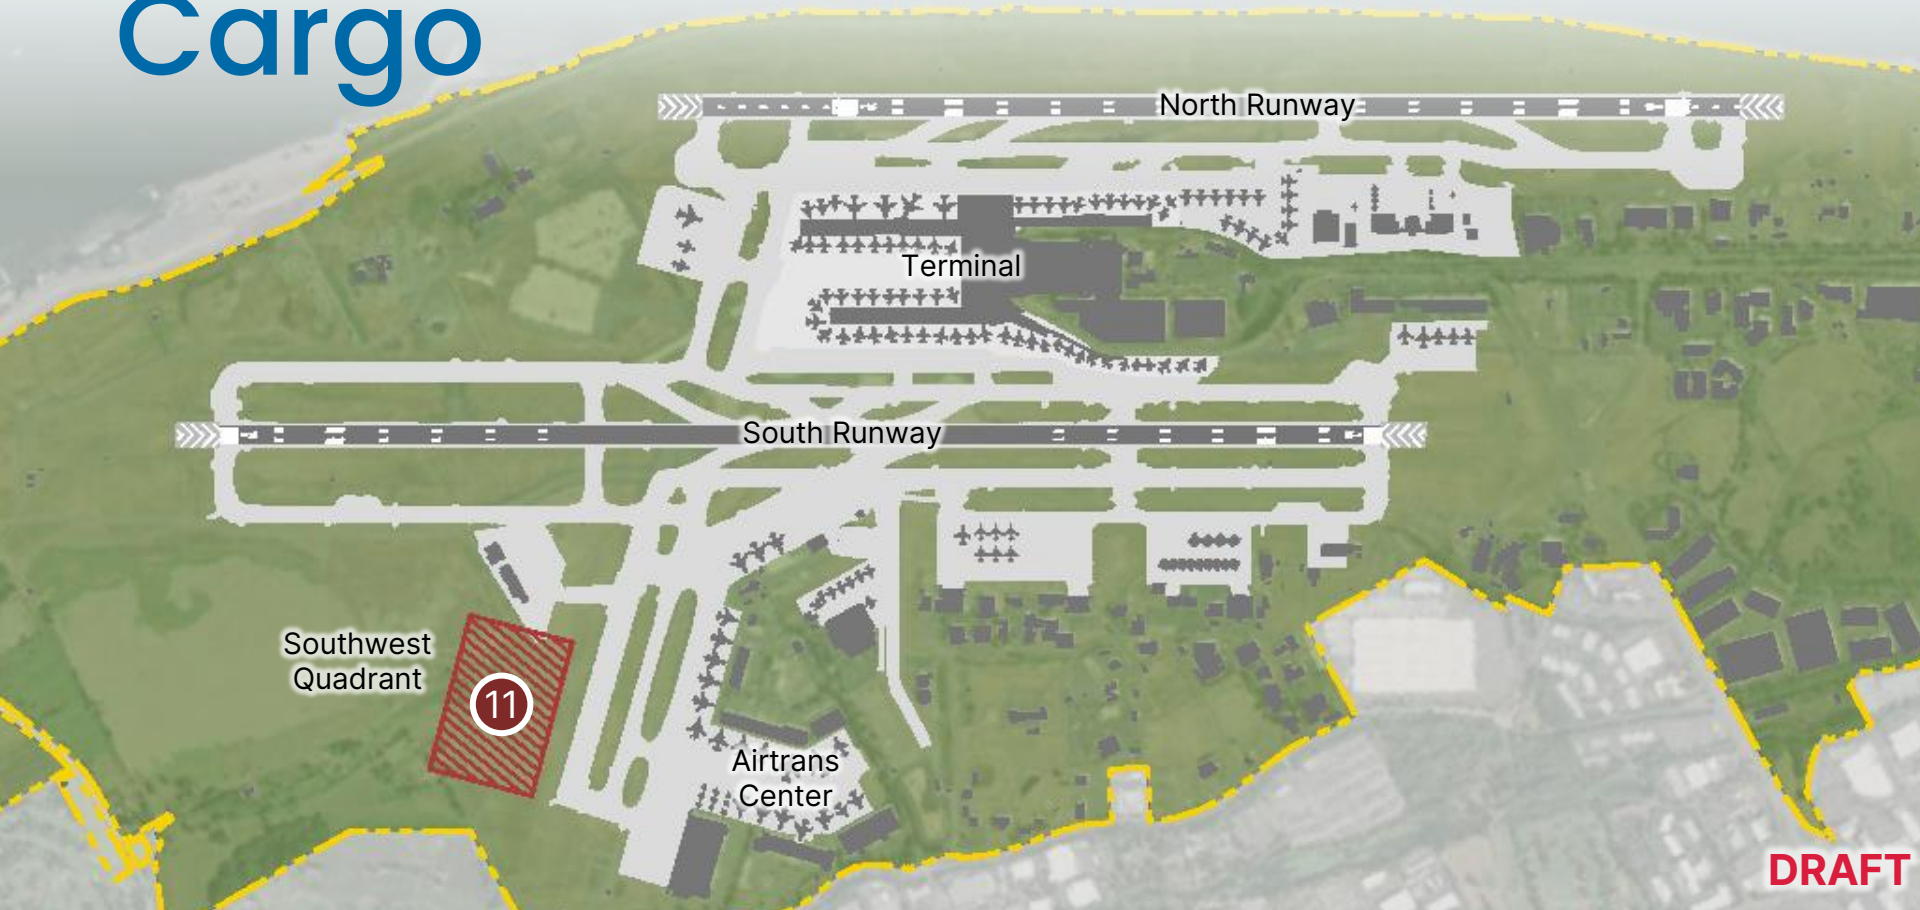 Cargo
North Runway
Terminal
South Runway
Southwest
Quadrant
11
Airtrans
Center
DRAFT